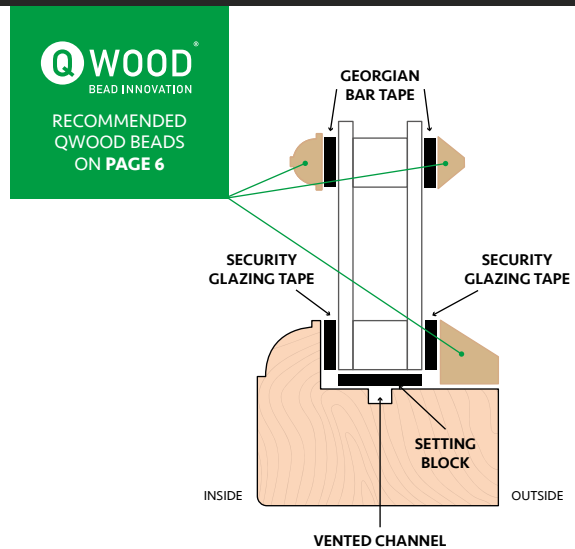 Q WOOD®
BEAD INNOVATION
RECOMMENDED
QWOOD BEADS
ON PAGE 6
GEORGIAN
BAR TAPE
SECURITY
GLAZING TAPE
SECURITY
GLAZING TAPE
SETTING
BLOCK
INSIDE
OUTSIDE
VENTED CHANNEL